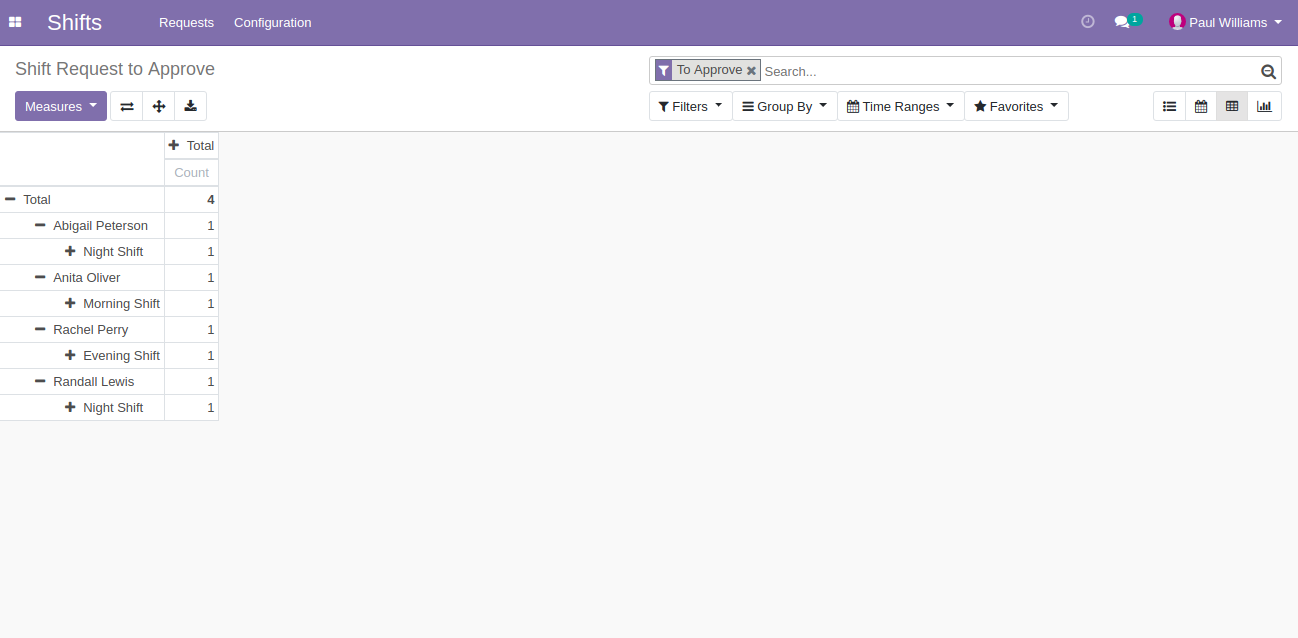 Shifts Requests Configuration 1 Paul Williams
Shift Request to Approve
To Approve Search...
Measures Filters Group By Time Ranges Favorites
Total
Count
Total 4
Abigail Peterson 1
Night Shift 1
Anita Oliver 1
Morning Shift 1
Rachel Perry 1
Evening Shift 1
Randall Lewis 1
Night Shift 1